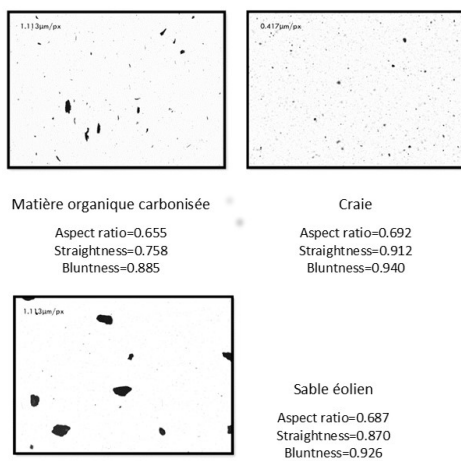 1.113µm/px
0.417µm/px
Matière organique carbonisée
Aspect ratio=0.655
Straightness=0.758
Bluntness=0.885
Craie
Aspect ratio=0.692
Straightness=0.912
Bluntness=0.940
1.113µm/px
Sable éolien
Aspect ratio=0.687
Straightness=0.870
Bluntness=0.926